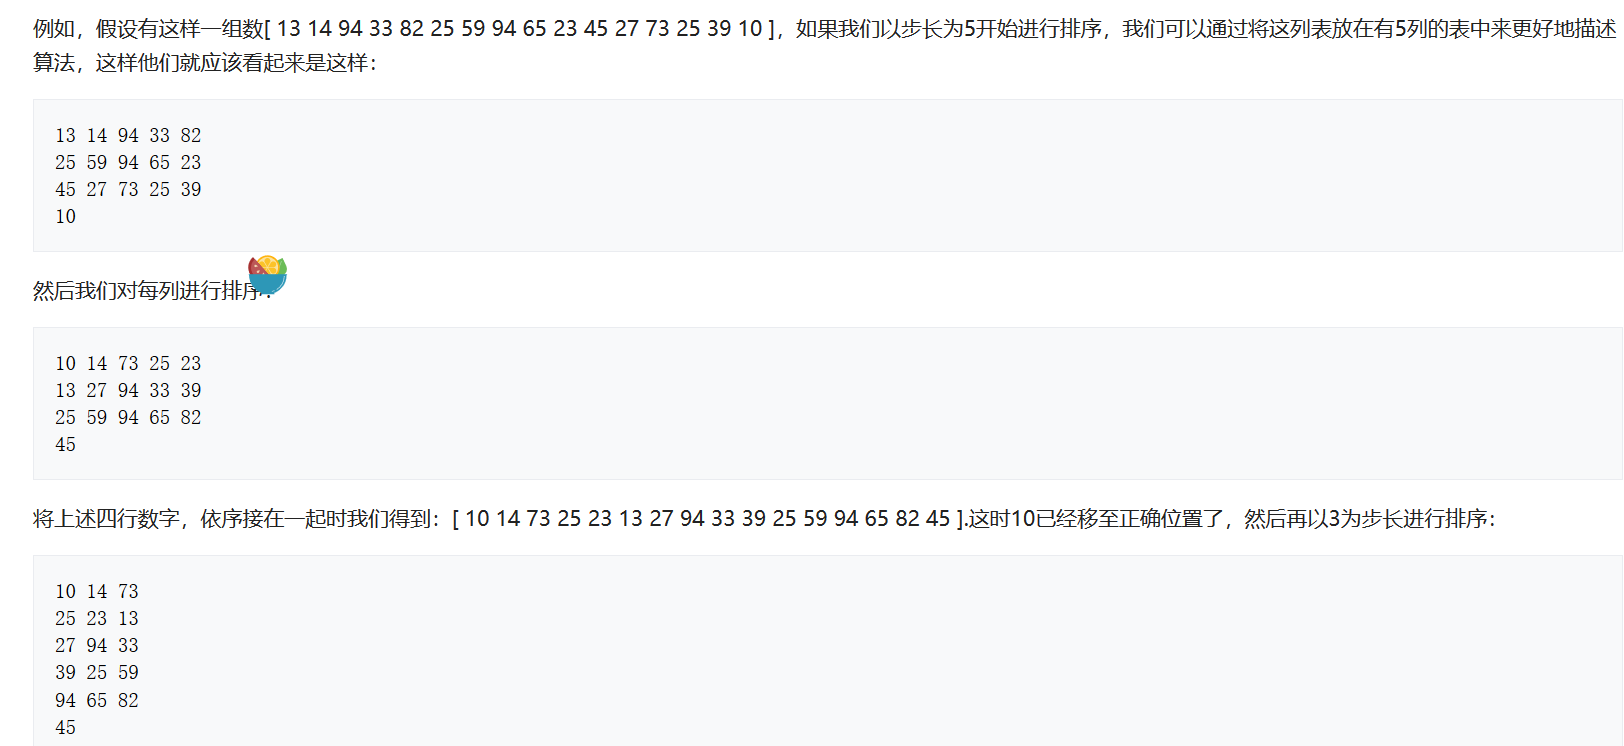 例如，假设有这样一组数[ 13 14 94 33 82 25 59 94 65 23 45 27 73 25 39 10 ]，如果我们以步长为5开始进行排序，我们可以通过将这列表放在有5列的表中来更好地描述
算法，这样他们就应该看起来是这样：
13 14 94 33 82
25 59 94 65 23
45 27 73 25 39
10
然后我们对每列进行排序：
10 14 73 25 23
13 27 94 33 39
25 59 94 65 82
45
将上述四行数字，依序接在一起时我们得到：[ 10 14 73 25 23 13 27 94 33 39 25 59 94 65 82 45 ].这时10已经移至正确位置了，然后再以3为步长进行排序：
10 14 73
25 23 13
27 94 33
39 25 59
94 65 82
45